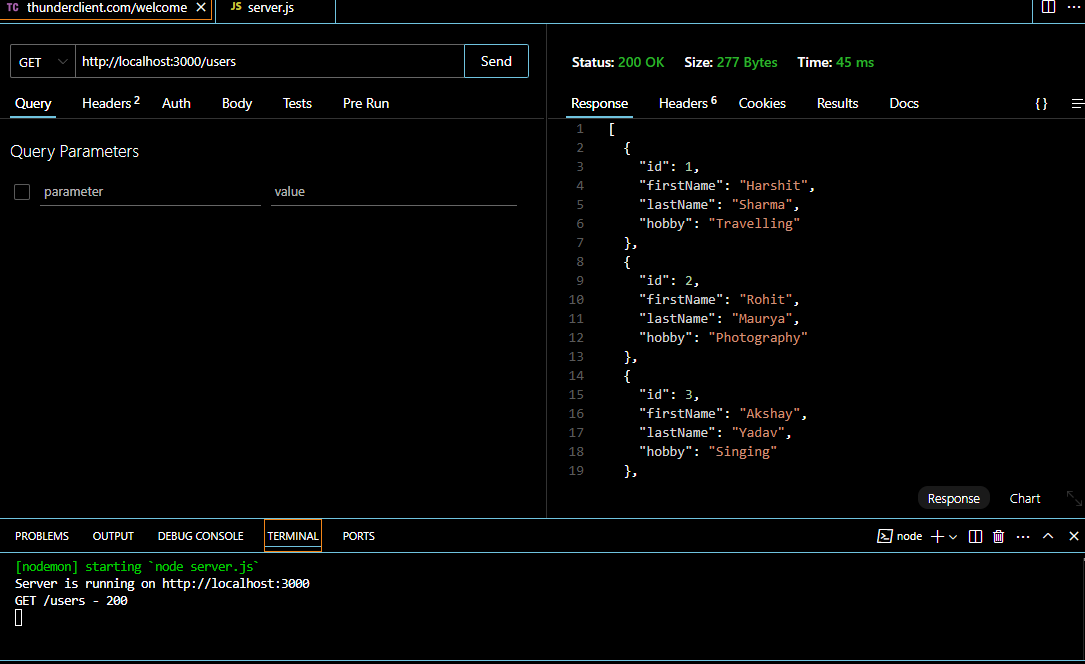 TC thunderclient.com/welcome ✕ JS server.js ···
GET http://localhost:3000/users Send
Query Headers 2 Auth Body Tests Pre Run
Query Parameters
parameter value
Status: 200 OK Size: 277 Bytes Time: 45 ms
Response Headers 6 Cookies Results Docs {}
1 [
2 {
3 "id": 1,
4 "firstName": "Harshit",
5 "lastName": "Sharma",
6 "hobby": "Travelling"
7 },
8 {
9 "id": 2,
10 "firstName": "Rohit",
11 "lastName": "Maurya",
12 "hobby": "Photography"
13 },
14 {
15 "id": 3,
16 "firstName": "Akshay",
17 "lastName": "Yadav",
18 "hobby": "Singing"
19 },
Response Chart
PROBLEMS OUTPUT DEBUG CONSOLE TERMINAL PORTS node
[nodemon] starting `node server.js`
Server is running on http://localhost:3000
GET /users - 200